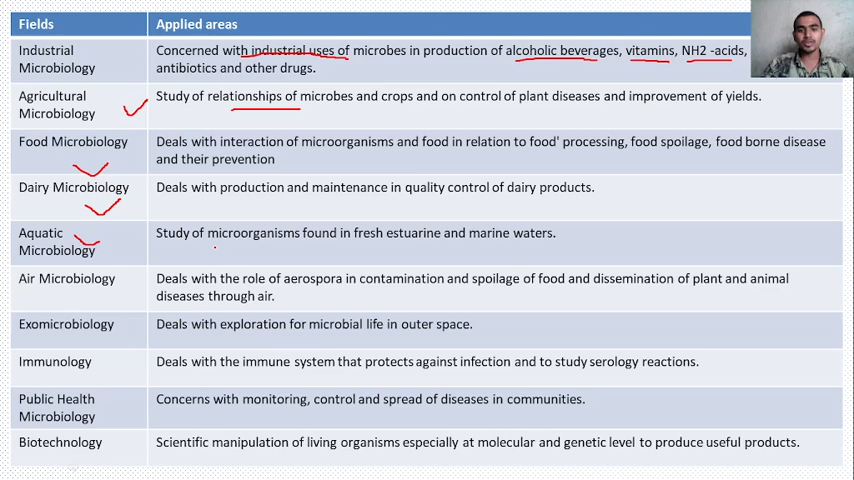 Fields Applied areas
Industrial Concerned with industrial uses of microbes in production of alcoholic beverages, vitamins, NH2 -acids,
Microbiology antibiotics and other drugs.
Agricultural Study of relationships of microbes and crops and on control of plant diseases and improvement of yields.
Microbiology
Food Microbiology Deals with interaction of microorganisms and food in relation to food' processing, food spoilage, food borne disease
and their prevention
Dairy Microbiology Deals with production and maintenance in quality control of dairy products.
Aquatic Study of microorganisms found in fresh estuarine and marine waters.
Microbiology
Air Microbiology Deals with the role of aerospora in contamination and spoilage of food and dissemination of plant and animal
diseases through air.
Exomicrobiology Deals with exploration for microbial life in outer space.
Immunology Deals with the immune system that protects against infection and to study serology reactions.
Public Health Concerns with monitoring, control and spread of diseases in communities.
Microbiology
Biotechnology Scientific manipulation of living organisms especially at molecular and genetic level to produce useful products.